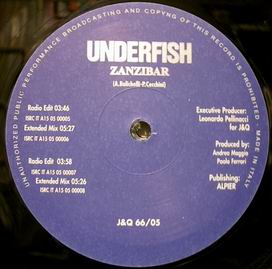 UNAUTHORIZED PUBLIC PERFORMANCE BROADCASTING AND COPYNG OF THIS RECORD IS PROHIBITED - MADE IN ITALY
UNDERFISH
ZANZIBAR
(A.Balchelli-P.Cecchini)
Radio Edit 03:46
ISRC IT A15 05 00005
Extended Mix 05:27
ISRC IT A15 05 00006
Radio Edit 03:58
ISRC IT A15 05 00007
Extended Mix 05:26
ISRC IT A15 05 00008
Executive Producer:
Leonardo Pellinacci
for J&Q
Produced by:
Andrea Maggio
Paolo Ferrari
Publishing:
ALPIER
J&Q 66/05